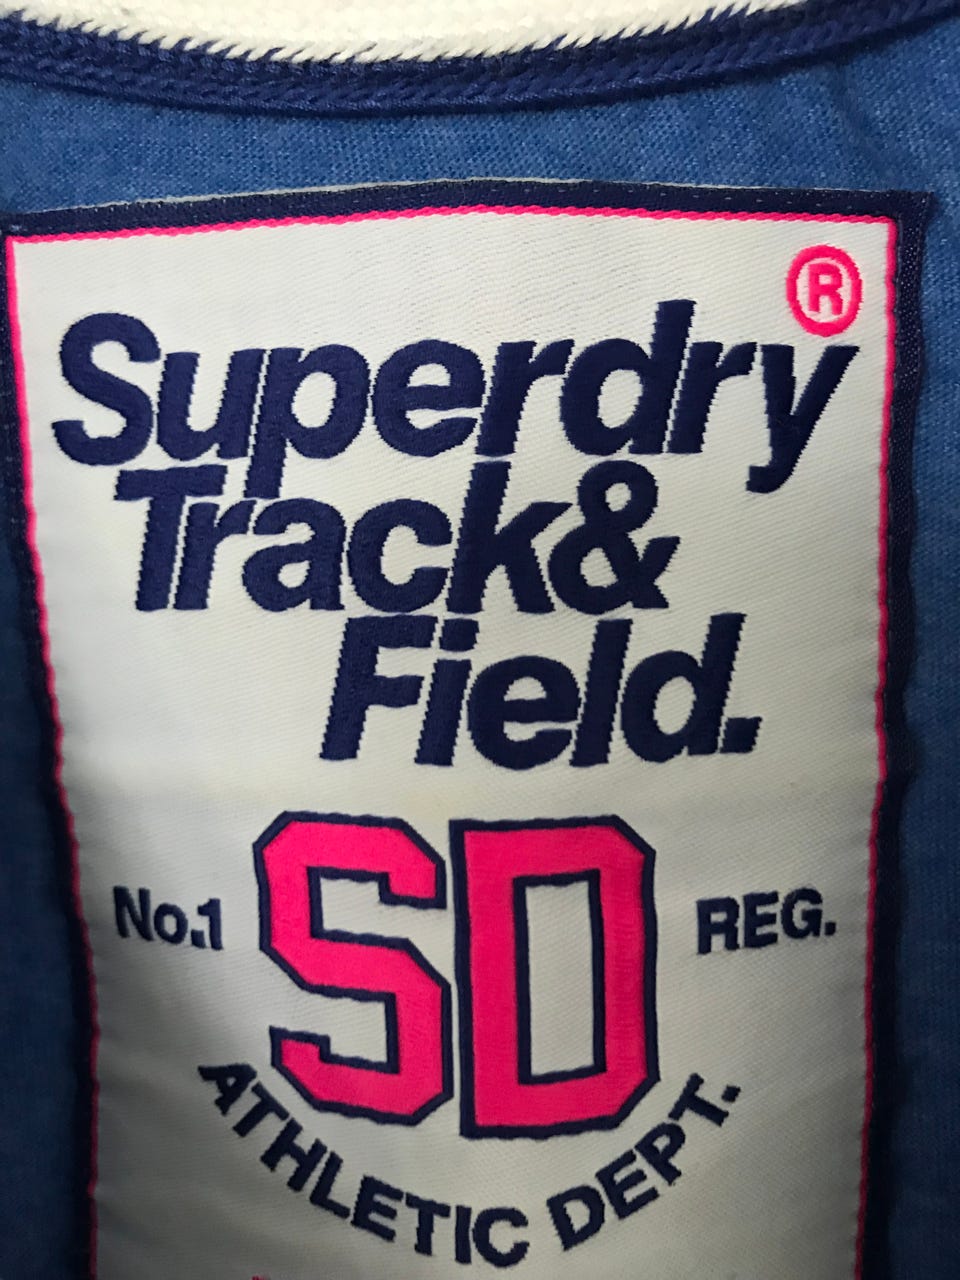 ®
Superdry
Track&
Field.
No.1 SD REG.
ATHLETIC DEPT.